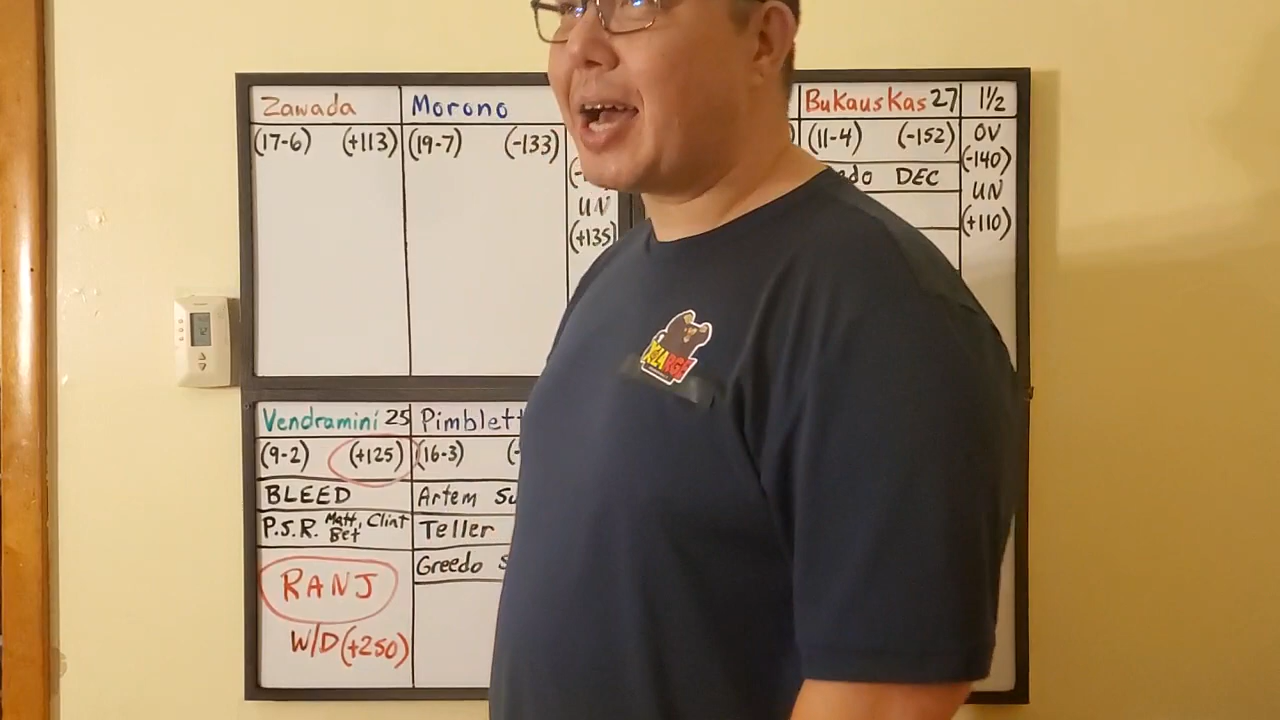 Zawada
(17-6) (+113)
Morono
(19-7) (-133)
UN
(+135)
Bukauskas 27
(11-4) (-152)
DEC
1½
OV
(-140)
UN
(+110)
XLARGE
Vendramini 25
(9-2) (+125)
BLEED
P.S.R. Matt, Clint
Bet
RANJ
W/D (+250)
Pimblett
(16-3)
Artem
Teller
Greedo